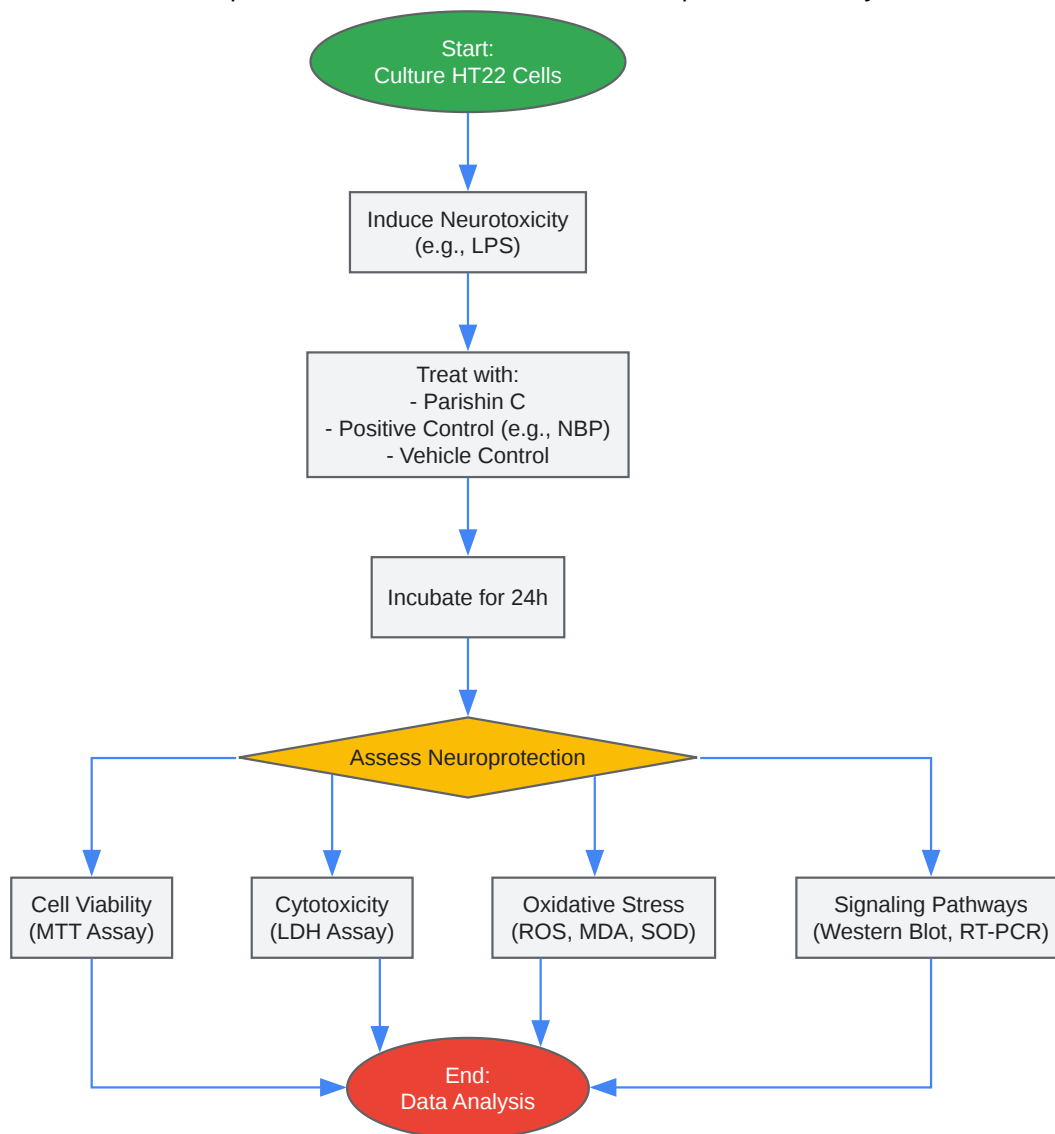 Start:
Culture HT22 Cells
Induce Neurotoxicity
(e.g., LPS)
Treat with:
- Parishin C
- Positive Control (e.g., NBP)
- Vehicle Control
Incubate for 24h
Assess Neuroprotection
Cell Viability
(MTT Assay)
Cytotoxicity
(LDH Assay)
Oxidative Stress
(ROS, MDA, SOD)
Signaling Pathways
(Western Blot, RT-PCR)
End:
Data Analysis